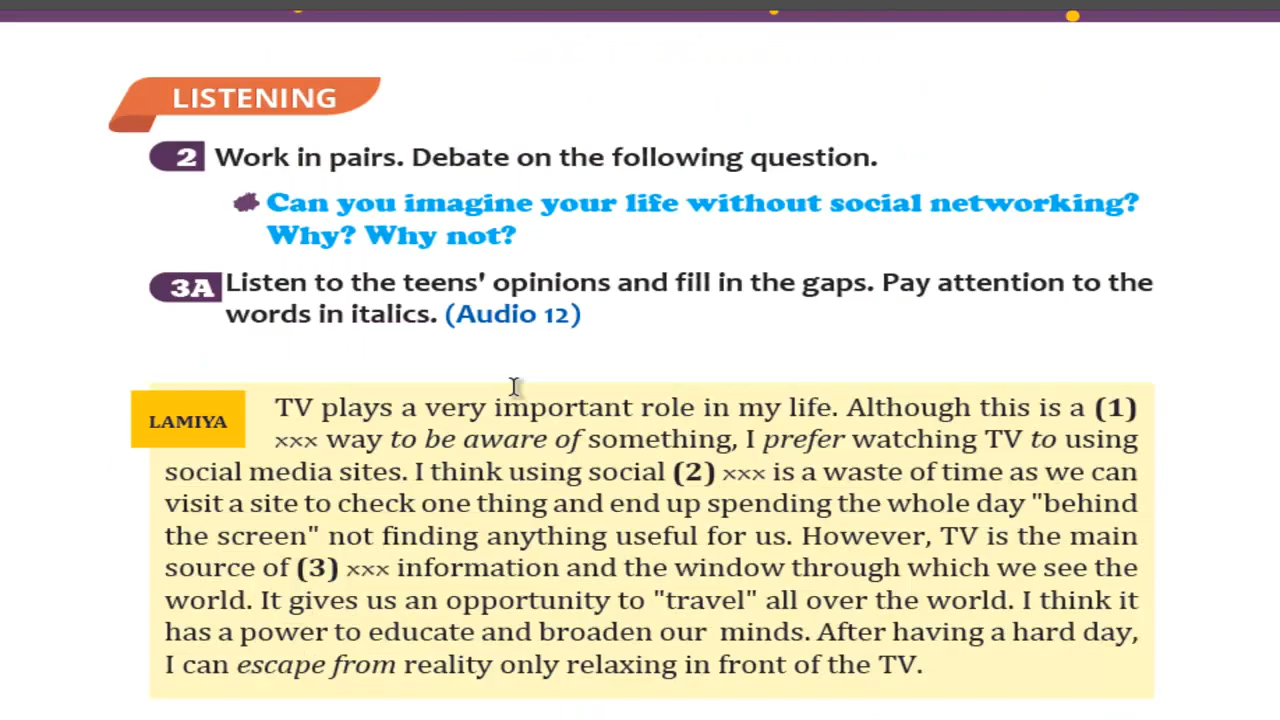 LISTENING
2 Work in pairs. Debate on the following question.
Can you imagine your life without social networking?
Why? Why not?
3A Listen to the teens' opinions and fill in the gaps. Pay attention to the
words in italics. (Audio 12)
LAMIYA
TV plays a very important role in my life. Although this is a (1)
xxx way to be aware of something, I prefer watching TV to using
social media sites. I think using social (2) xxx is a waste of time as we can
visit a site to check one thing and end up spending the whole day "behind
the screen" not finding anything useful for us. However, TV is the main
source of (3) xxx information and the window through which we see the
world. It gives us an opportunity to "travel" all over the world. I think it
has a power to educate and broaden our minds. After having a hard day,
I can escape from reality only relaxing in front of the TV.